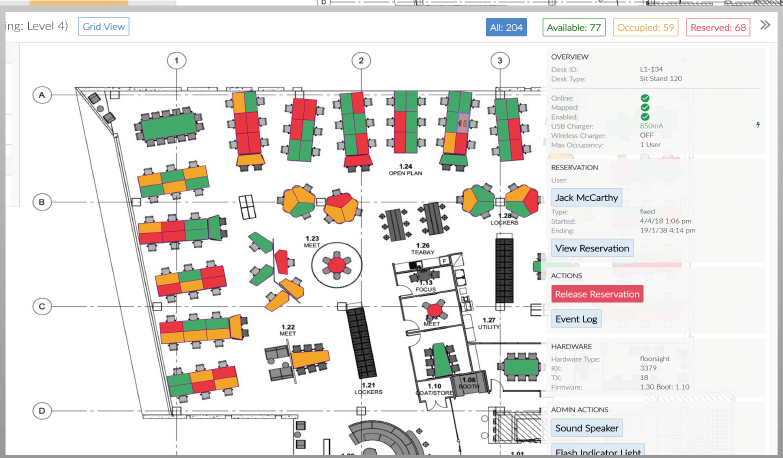 ing: Level 4)
Grid View
All: 204
Available: 77
Occupied: 59
Reserved: 68
1
2
3
A
B
C
D
1.24
OPEN PLAN
1.23
MEET
1.28
LOCKERS
1.26
TEABAY
F
1.13
FOCUS
MEET
1.27
UTILITY
1.22
MEET
1.21
LOCKERS
1.10
COAT/STORE
1.06
BOOTH
1.01
OVERVIEW
Desk ID: L1-134
Desk Type: Sit Stand 120
Online:
Mapped:
Enabled:
USB Charger: 850mA
Wireless Charger: OFF
Max Occupancy: 1 User
RESERVATION
User:
Jack McCarthy
Type: fixed
Started: 4/4/18 1:06 pm
Ending: 19/1/38 4:14 pm
View Reservation
ACTIONS
Release Reservation
Event Log
HARDWARE
Hardware Type: floorsight
RX: 3379
TX: 18
Firmware: 1.30 Boot: 1.10
ADMIN ACTIONS
Sound Speaker
Flash Indicator Light